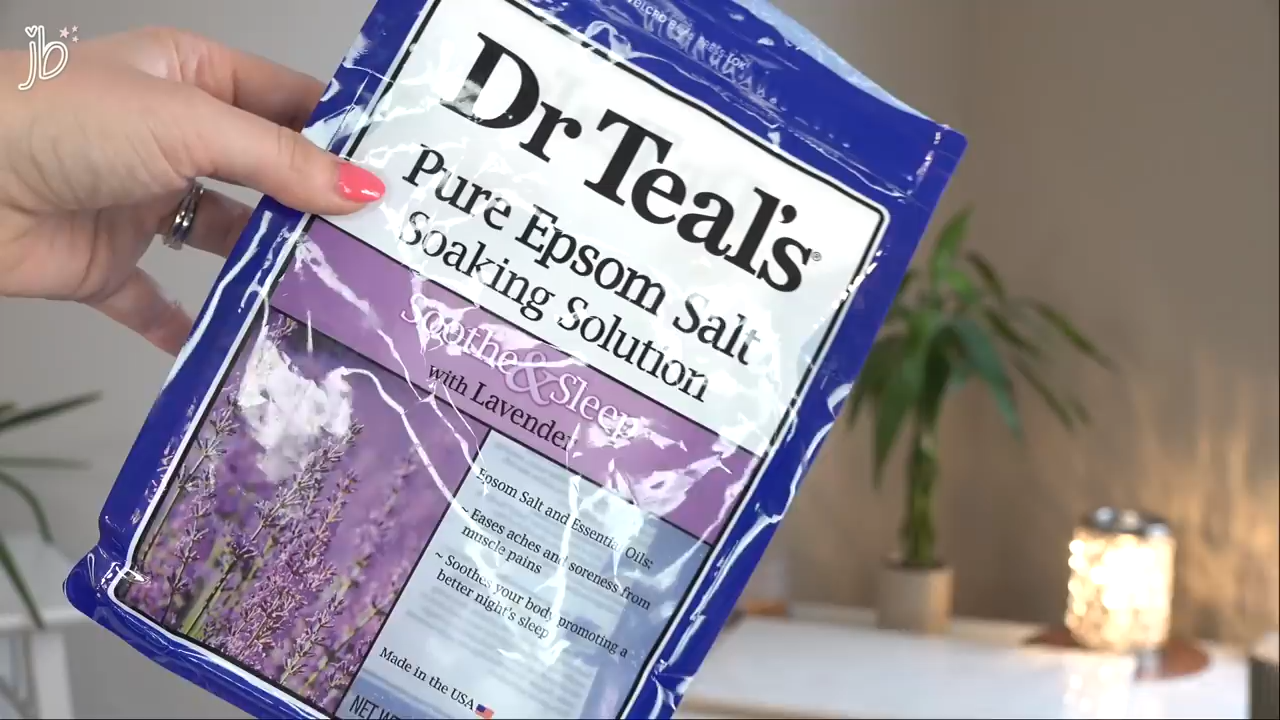 jb
Dr Teal's®
Pure Epsom Salt
Soaking Solution
Soothe & Sleep
with Lavender
Epsom Salt and Essential Oils:
~ Eases aches and soreness from
muscle pains
~ Soothes your body promoting a
better night's sleep
Made in the USA
NET